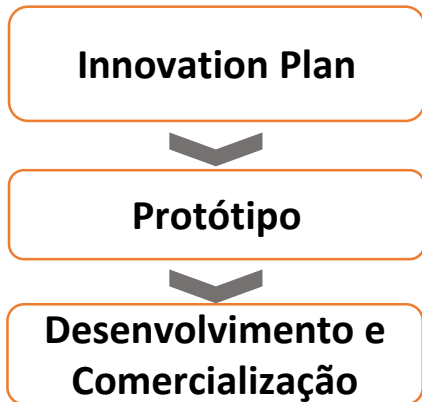 Innovation Plan
Protótipo
Desenvolvimento e
Comercialização